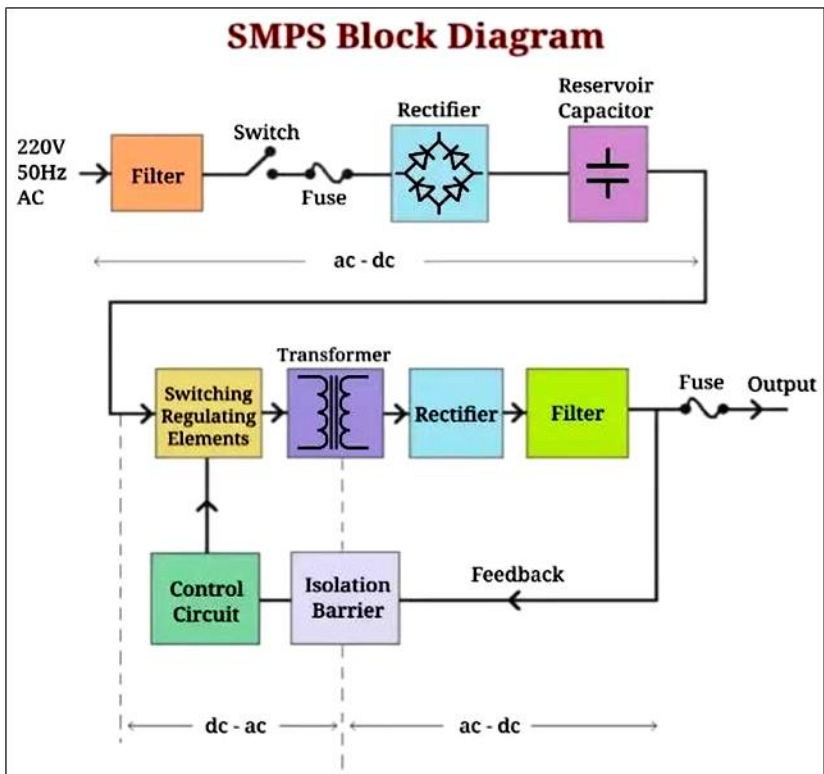 SMPS Block Diagram
220V
50Hz
AC
Filter
Switch
Fuse
Rectifier
Reservoir
Capacitor
ac - dc
Switching
Regulating
Elements
Transformer
Rectifier
Filter
Fuse
Output
Control
Circuit
Isolation
Barrier
Feedback
dc - ac
ac - dc